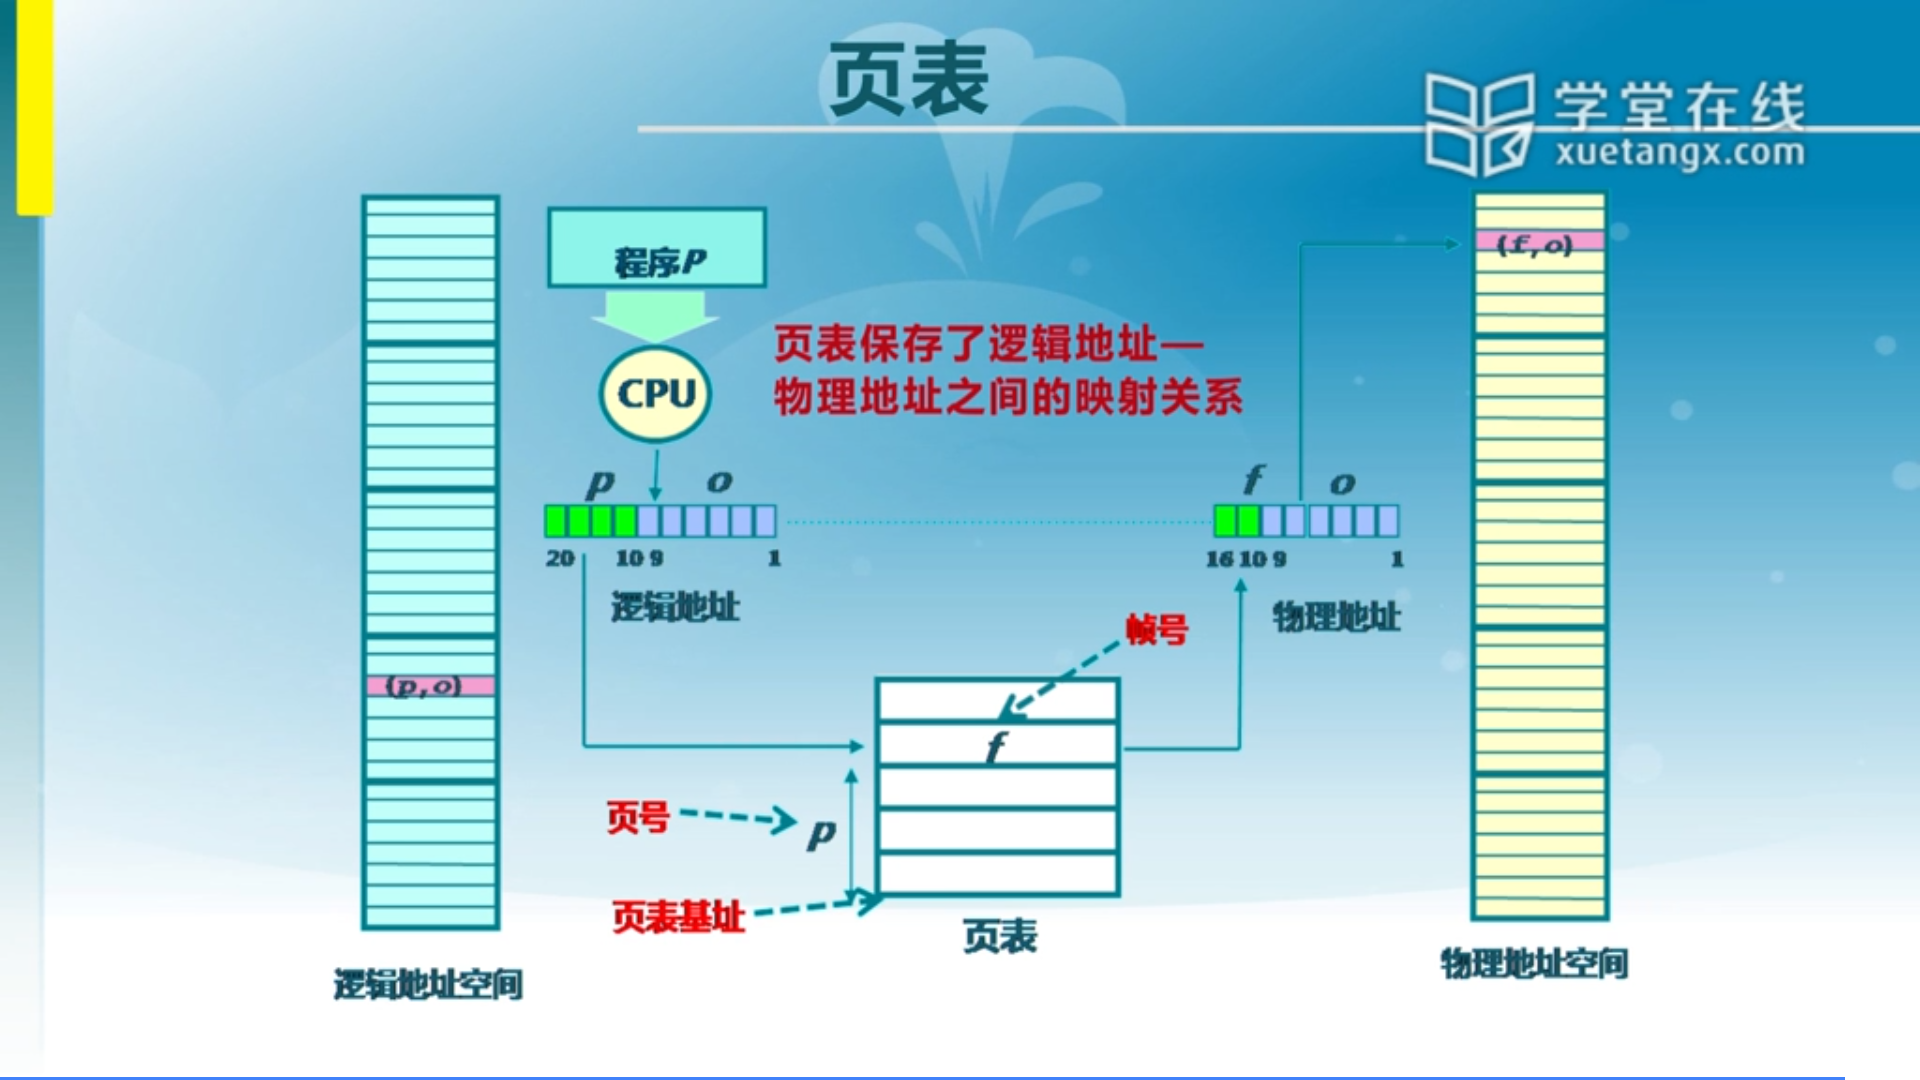 页表
学堂在线
xuetangx.com
程序P
CPU
页表保存了逻辑地址—
物理地址之间的映射关系
p o
20 10 9 1
逻辑地址
f o
16 10 9 1
物理地址
(f,o)
(p,o)
帧号
f
页号
p
页表基址
页表
逻辑地址空间
物理地址空间